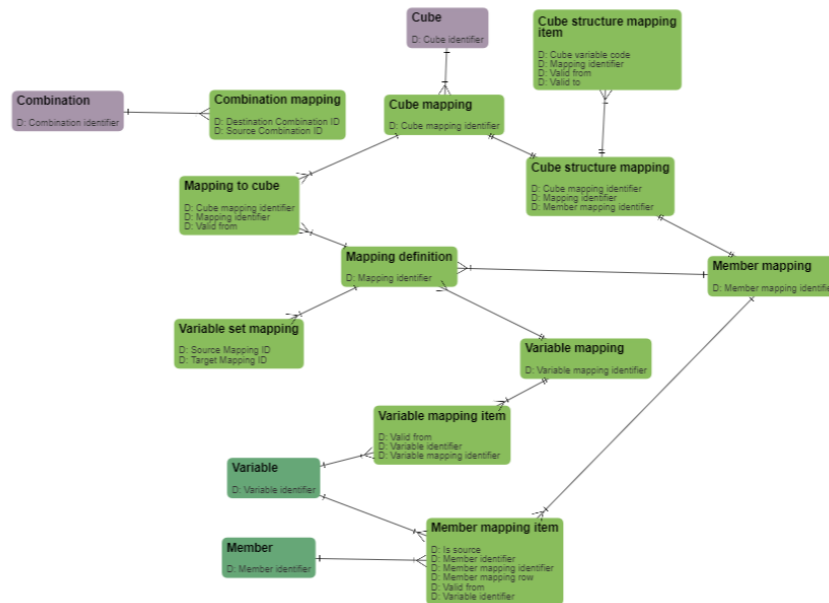 Cube
D: Cube identifier
Cube structure mapping
item
D: Cube variable code
D: Mapping identifier
D: Valid from
D: Valid to
Combination
D: Combination identifier
Combination mapping
D: Destination Combination ID
D: Source Combination ID
Cube mapping
D: Cube mapping identifier
Cube structure mapping
D: Cube mapping identifier
D: Mapping identifier
D: Member mapping identifier
Mapping to cube
D: Cube mapping identifier
D: Mapping identifier
D: Valid from
Mapping definition
D: Mapping identifier
Member mapping
D: Member mapping identifie
Variable set mapping
D: Source Mapping ID
D: Target Mapping ID
Variable mapping
D: Variable mapping identifier
Variable mapping item
D: Valid from
D: Variable identifier
D: Variable mapping identifier
Variable
D: Variable identifier
Member mapping item
D: Is source
D: Member identifier
D: Member mapping identifier
D: Member mapping row
D: Valid from
D: Variable identifier
Member
D: Member identifier